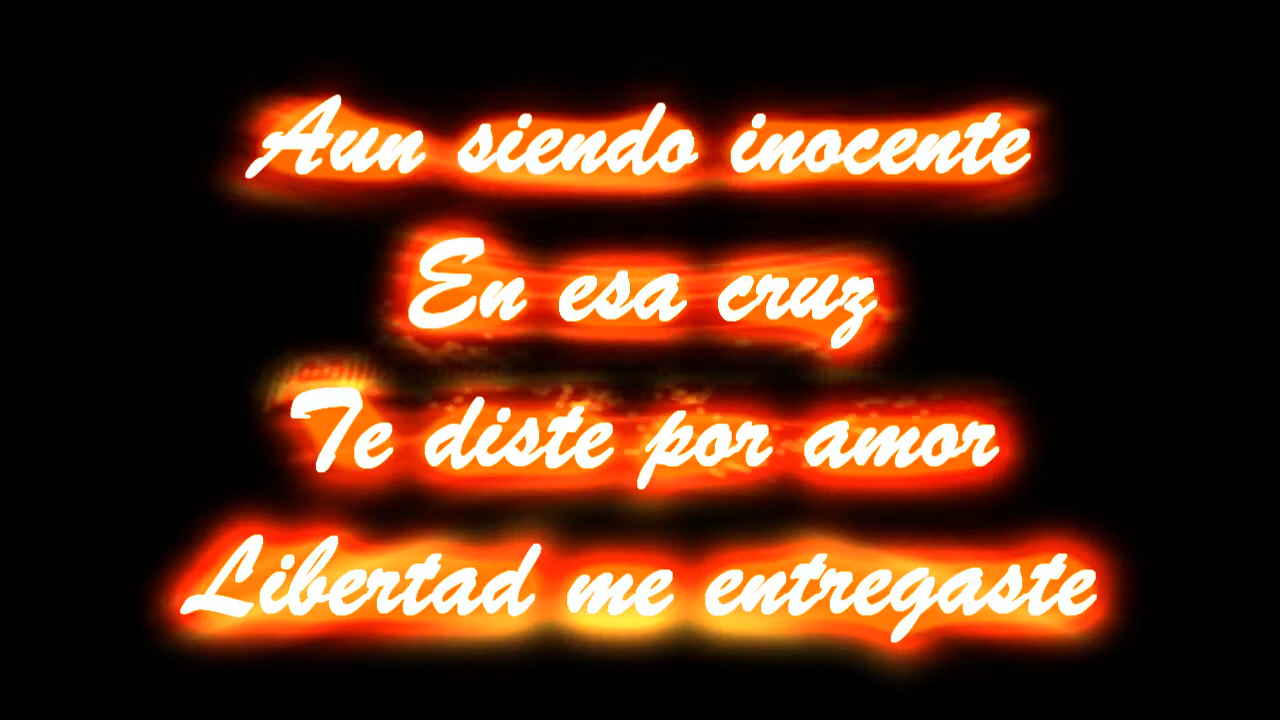 Aun siendo inocente
En esa cruz
Te diste por amor
Libertad me entregaste